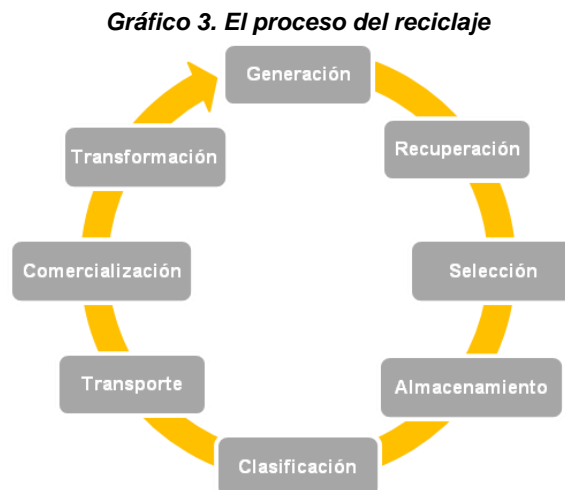 Gráfico 3. El proceso del reciclaje
Generación
Recuperación
Selección
Almacenamiento
Clasificación
Transporte
Comercialización
Transformación